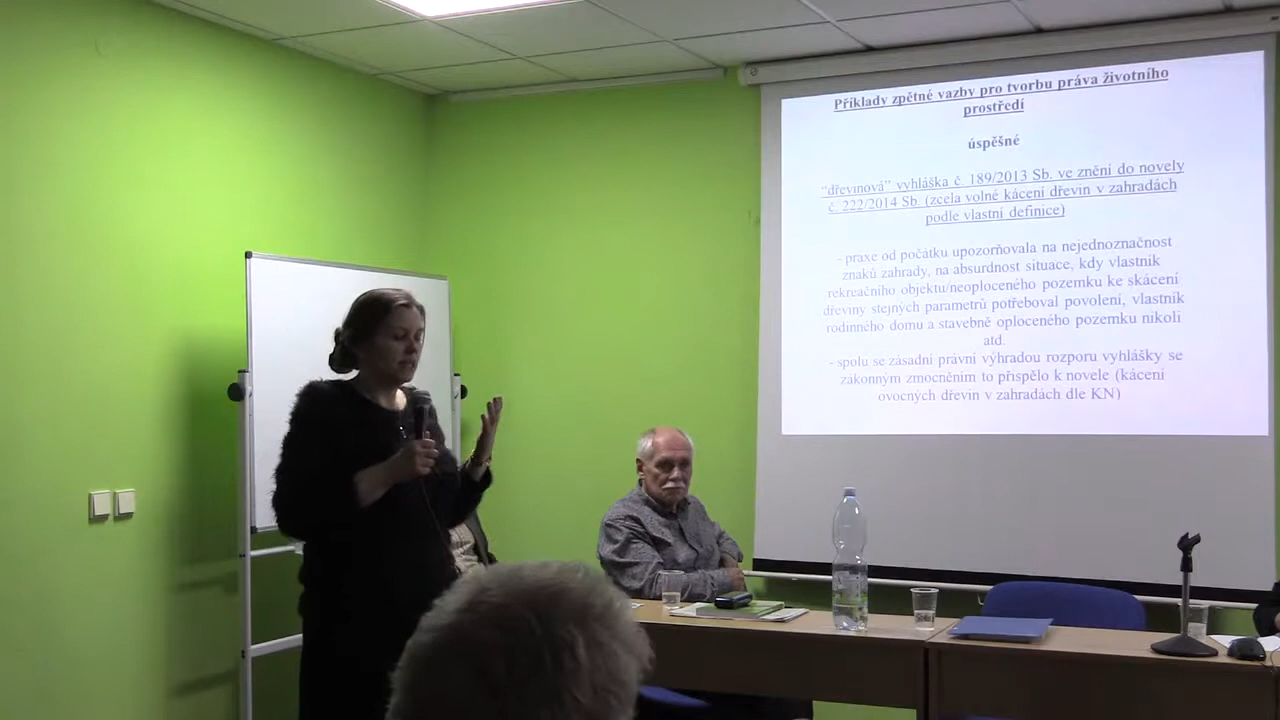 Příklady zpětné vazby pro tvorbu práva životního
prostředí
úspěšné
"dřevinová" vyhláška č. 189/2013 Sb. ve znění do novely
č. 222/2014 Sb. (zcela volné kácení dřevin v zahradách
podle vlastní definice)
- praxe od počátku upozorňovala na nejednoznačnost
znaků zahrady, na absurdnost situace, kdy vlastník
rekreačního objektu/neoploceného pozemku ke skácení
dřeviny stejných parametrů potřeboval povolení, vlastník
rodinného domu a stavebně oploceného pozemku nikoli
atd.
- spolu se zásadní právní výhradou rozporu vyhlášky se
zákonným zmocněním to přispělo k novele (kácení
ovocných dřevin v zahradách dle KN)